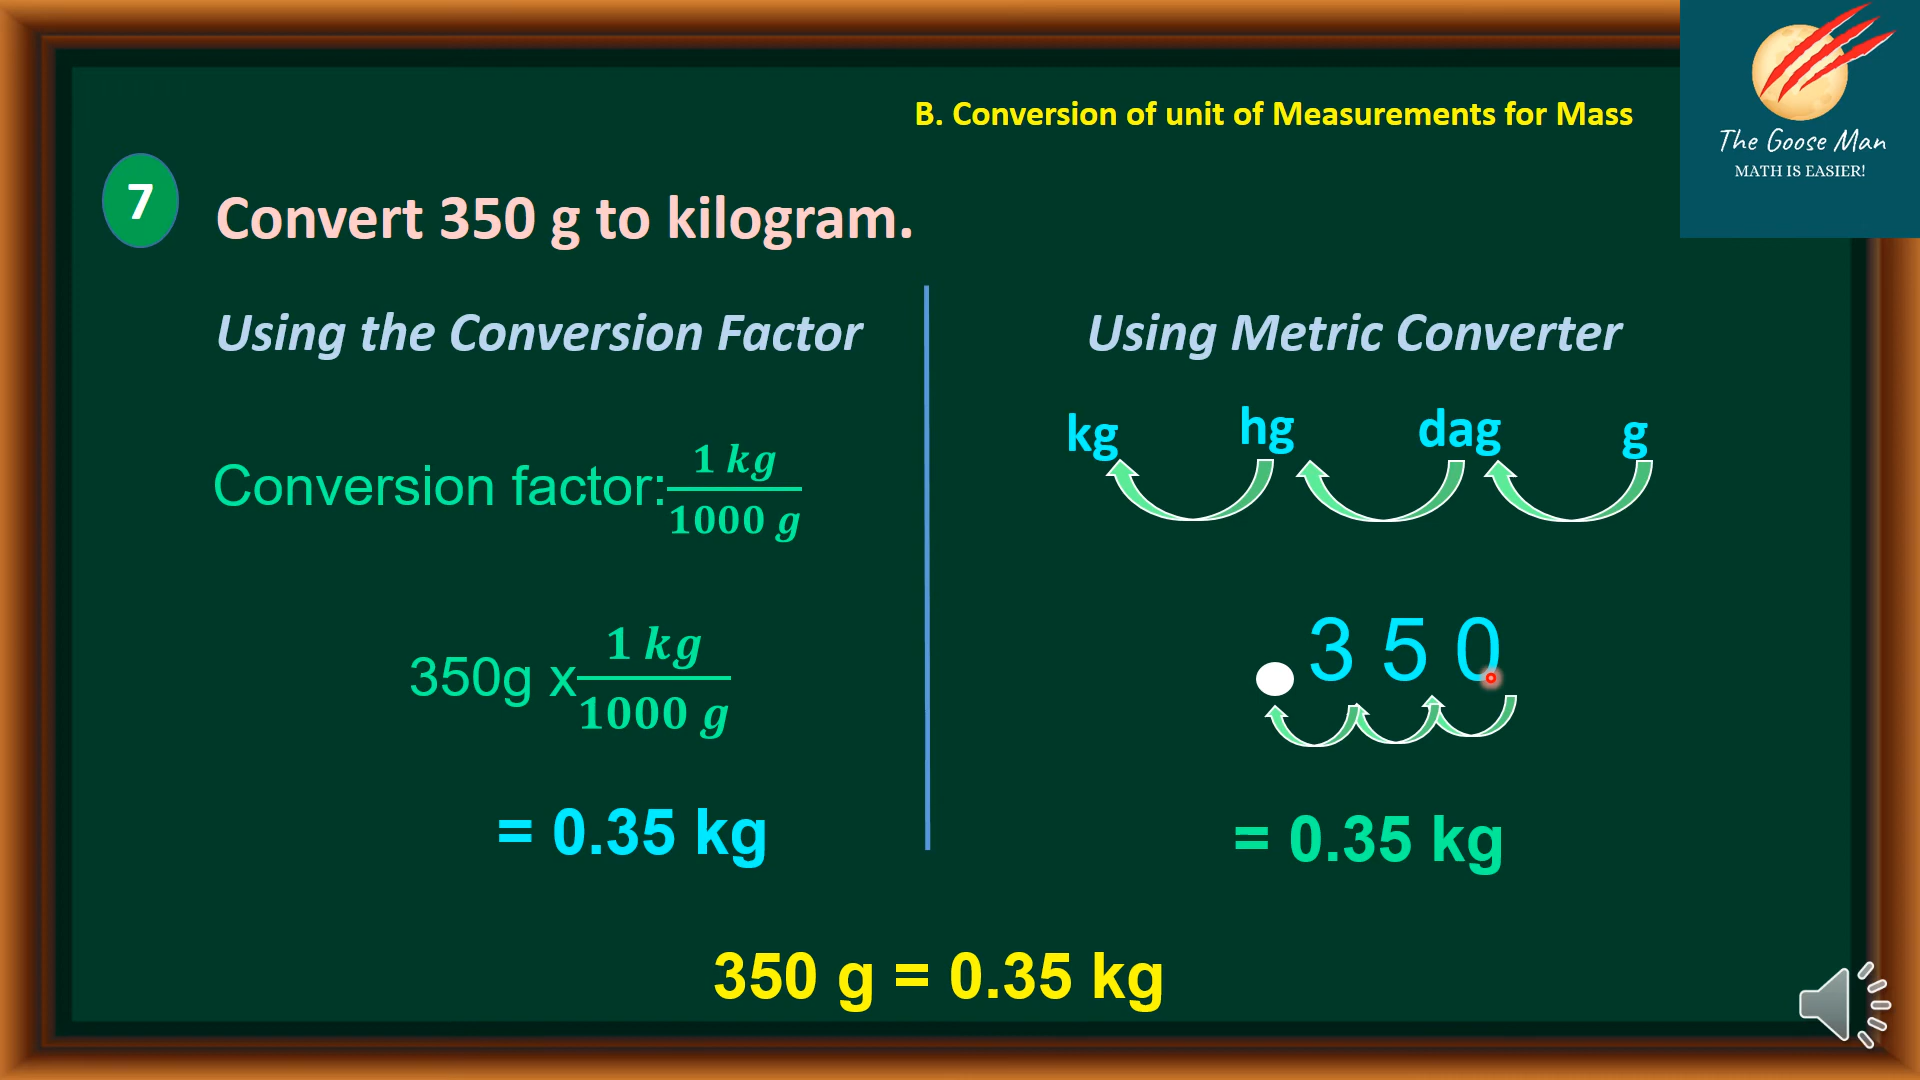 B. Conversion of unit of Measurements for Mass
The Goose Man
MATH IS EASIER!
7
Convert 350 g to kilogram.
Using the Conversion Factor
Conversion factor: 1 kg / 1000 g
350g x 1 kg / 1000 g
= 0.35 kg
Using Metric Converter
kg hg dag g
. 3 5 0
= 0.35 kg
350 g = 0.35 kg